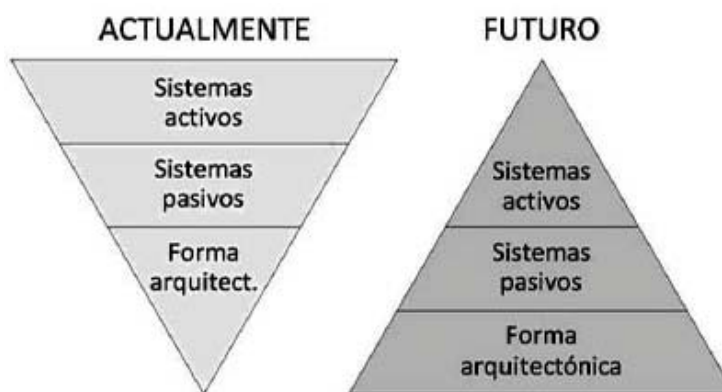 ACTUALMENTE
Sistemas
activos
Sistemas
pasivos
Forma
arquitect.
FUTURO
Sistemas
activos
Sistemas
pasivos
Forma
arquitectónica